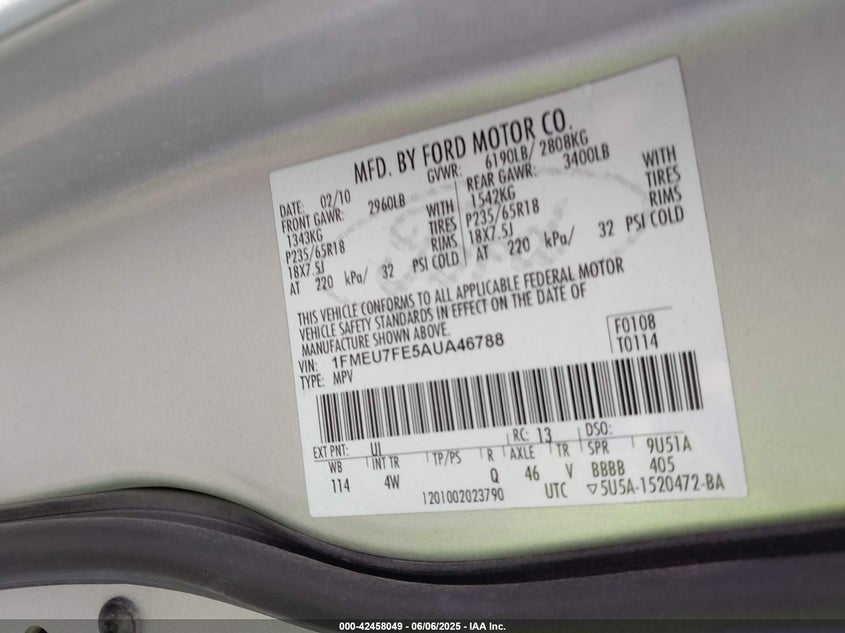 MFD. BY FORD MOTOR CO.
DATE: 02/10 GVWR: 6190LB/ 2808KG
FRONT GAWR: 2960LB REAR GAWR: 3400LB
1343KG WITH 1542KG WITH
P235/65R18 TIRES P235/65R18 TIRES
18X7.5J RIMS 18X7.5J RIMS
AT 220 kPa/ 32 PSI COLD AT 220 kPa/ 32 PSI COLD
THIS VEHICLE CONFORMS TO ALL APPLICABLE FEDERAL MOTOR
VEHICLE SAFETY STANDARDS IN EFFECT ON THE DATE OF
MANUFACTURE SHOWN ABOVE.
VIN: 1FMEU7FE5AUA46788 F0108
TYPE: MPV T0114
EXT PNT: UI RC: 13 DSO:
WB INT TR TP/PS R AXLE TR SPR 9U51A
114 4W Q 46 V BBBB 405
1201002023790 UTC ▽5U5A-1520472-BA
000-42458049 - 06/06/2025 - IAA Inc.